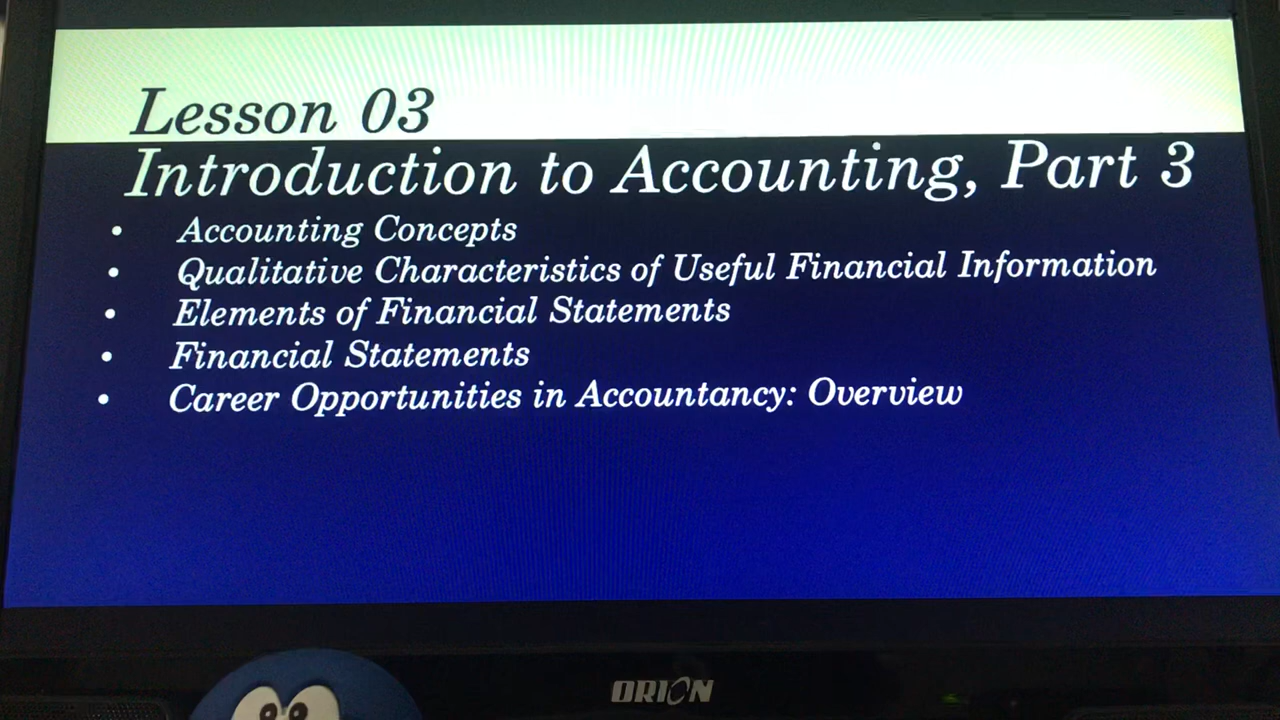 Lesson 03
Introduction to Accounting, Part 3
• Accounting Concepts
• Qualitative Characteristics of Useful Financial Information
• Elements of Financial Statements
• Financial Statements
• Career Opportunities in Accountancy: Overview
ORION